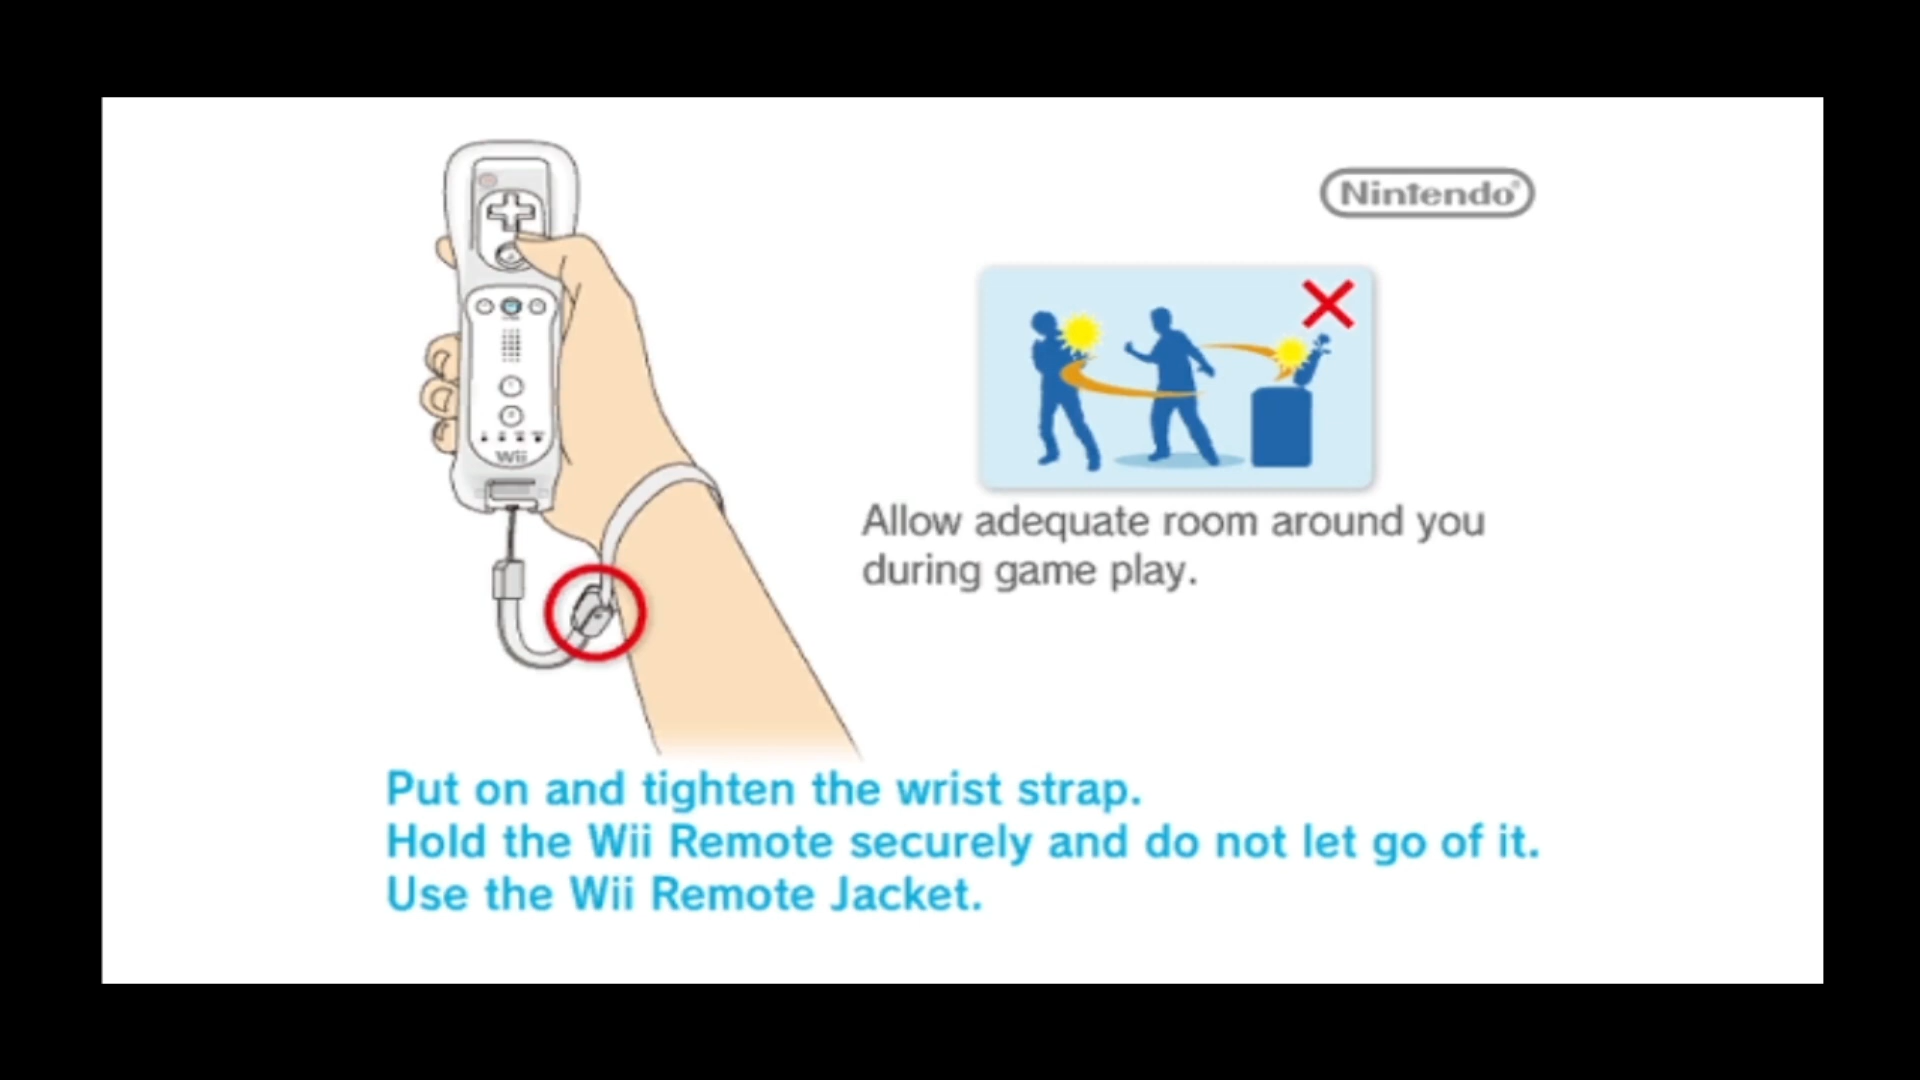 Nintendo®
Allow adequate room around you
during game play.
Wii
Put on and tighten the wrist strap.
Hold the Wii Remote securely and do not let go of it.
Use the Wii Remote Jacket.